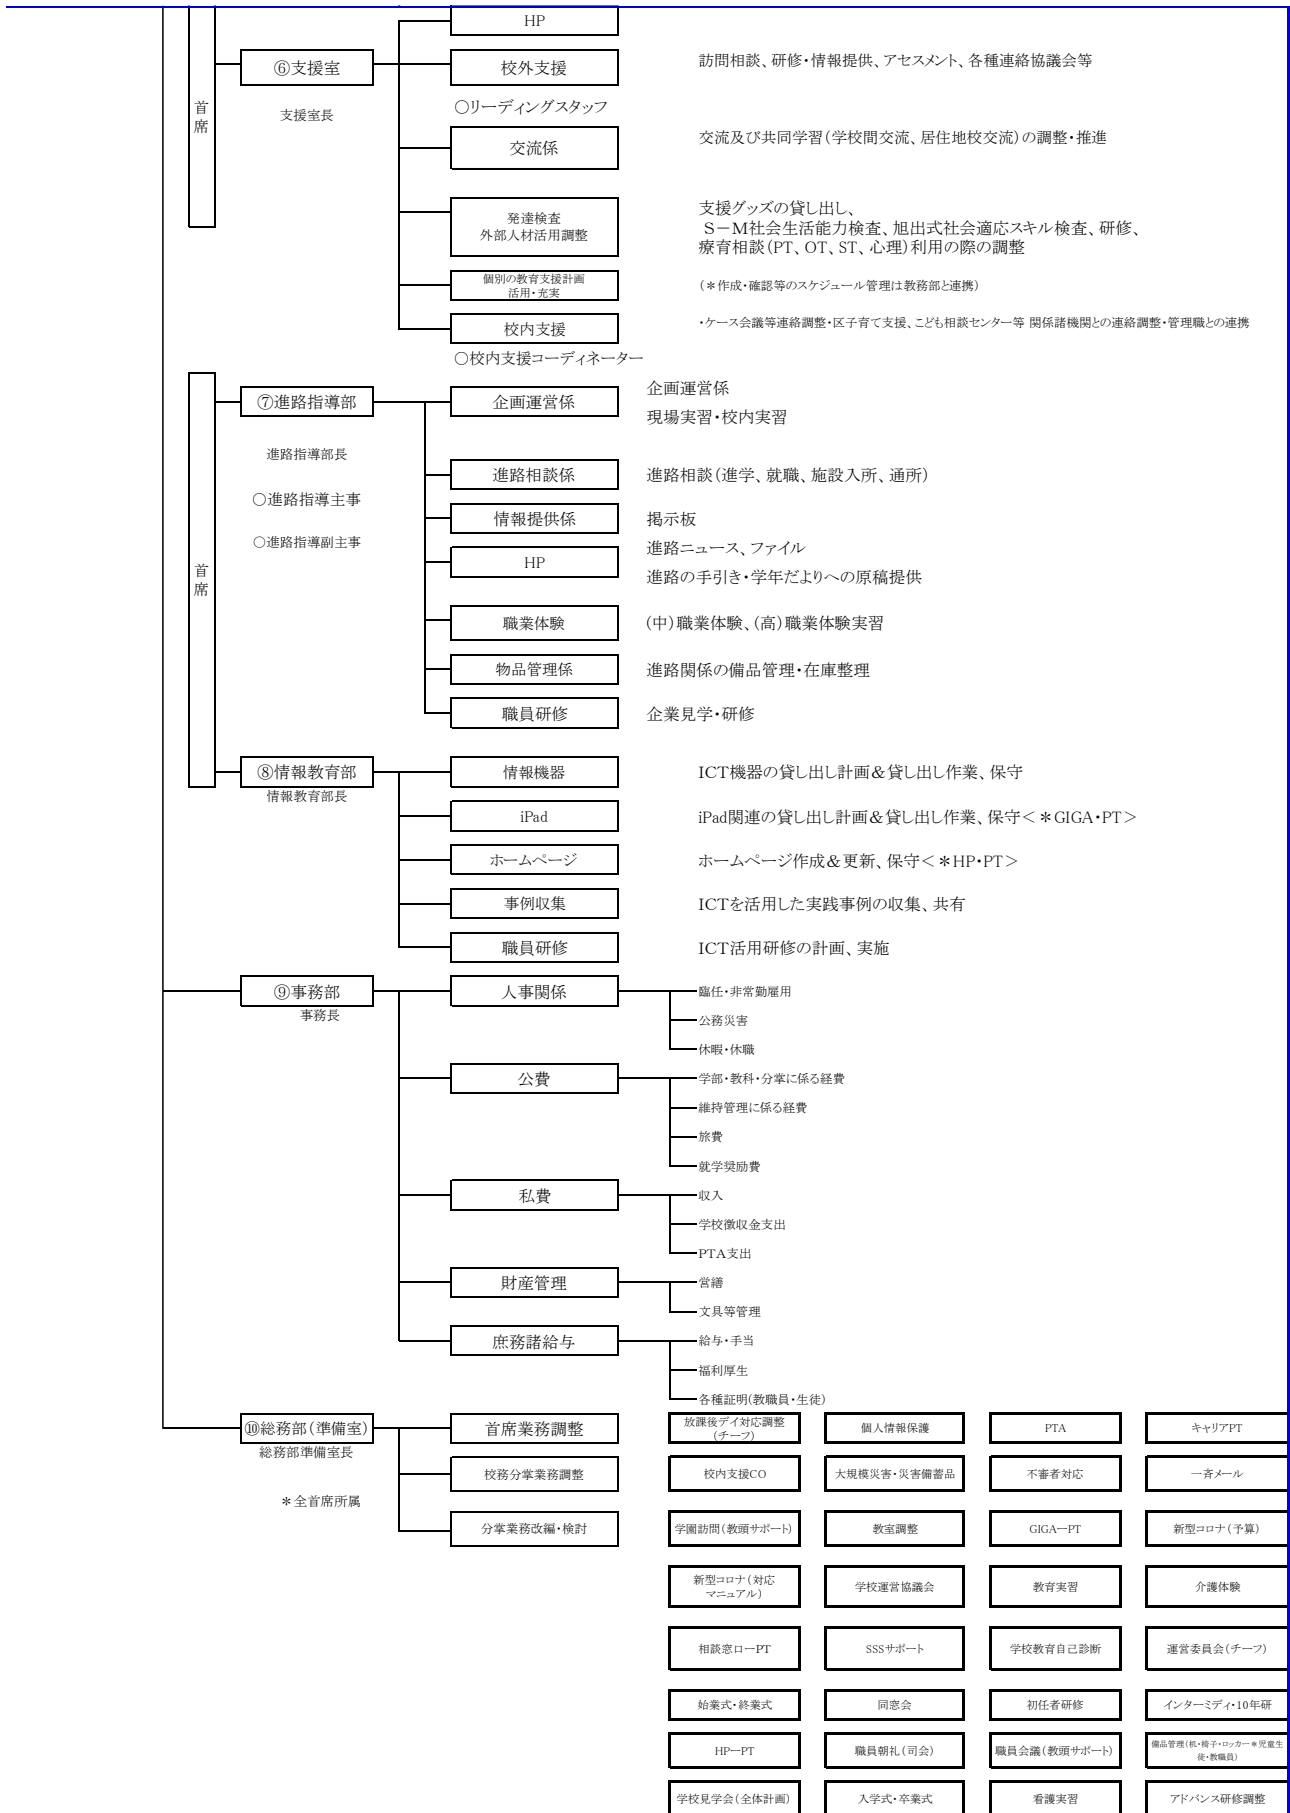 HP
首席
⑥支援室
支援室長
校外支援
訪問相談、研修・情報提供、アセスメント、各種連絡協議会等
○リーディングスタッフ
交流係
交流及び共同学習(学校間交流、居住地校交流)の調整・推進
発達検査
外部人材活用調整
支援グッズの貸し出し、
S－M社会生活能力検査、旭出式社会適応スキル検査、研修、
療育相談(PT、OT、ST、心理)利用の際の調整
個別の教育支援計画
活用・充実
(＊作成・確認等のスケジュール管理は教務部と連携)
校内支援
・ケース会議等連絡調整・区子育て支援、こども相談センター等 関係諸機関との連絡調整・管理職との連携
○校内支援コーディネーター
首席
⑦進路指導部
進路指導部長
○進路指導主事
○進路指導副主事
企画運営係
企画運営係
現場実習・校内実習
進路相談係
進路相談(進学、就職、施設入所、通所)
情報提供係
掲示板
HP
進路ニュース、ファイル
進路の手引き・学年だよりへの原稿提供
職業体験
(中)職業体験、(高)職業体験実習
物品管理係
進路関係の備品管理・在庫整理
職員研修
企業見学・研修
⑧情報教育部
情報教育部長
情報機器
ICT機器の貸し出し計画＆貸し出し作業、保守
iPad
iPad関連の貸し出し計画＆貸し出し作業、保守＜＊GIGA・PT＞
ホームページ
ホームページ作成＆更新、保守＜＊HP・PT＞
事例収集
ICTを活用した実践事例の収集、共有
職員研修
ICT活用研修の計画、実施
⑨事務部
事務長
人事関係
臨任・非常勤雇用
公務災害
休暇・休職
公費
学部・教科・分掌に係る経費
維持管理に係る経費
旅費
就学奨励費
私費
収入
学校徴収金支出
PTA支出
財産管理
営繕
文具等管理
庶務諸給与
給与・手当
福利厚生
各種証明(教職員・生徒)
⑩総務部(準備室)
総務部準備室長
＊全首席所属
首席業務調整
校務分掌業務調整
分掌業務改編・検討
放課後デイ対応調整
(チーフ)
個人情報保護
PTA
キャリアPT
校内支援CO
大規模災害・災害備蓄品
不審者対応
一斉メール
学園訪問(教頭サポート)
教室調整
GIGA－PT
新型コロナ(予算)
新型コロナ(対応
マニュアル)
学校運営協議会
教育実習
介護体験
相談窓口－PT
SSSサポート
学校教育自己診断
運営委員会(チーフ)
始業式・終業式
同窓会
初任者研修
インターミディ・10年研
HP－PT
職員朝礼(司会)
職員会議(教頭サポート)
備品管理(机・椅子・ロッカー＊児童生
徒・教職員)
学校見学会(全体計画)
入学式・卒業式
看護実習
アドバンス研修調整